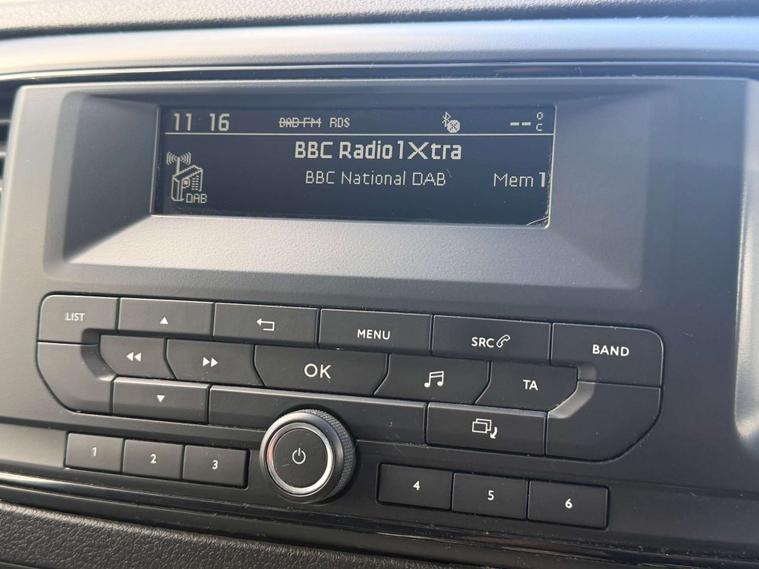 11 16 DAB-FM RDS -- °C
BBC Radio 1Xtra
BBC National DAB Mem 1
DAB
LIST MENU SRC BAND
OK TA
1 2 3 4 5 6